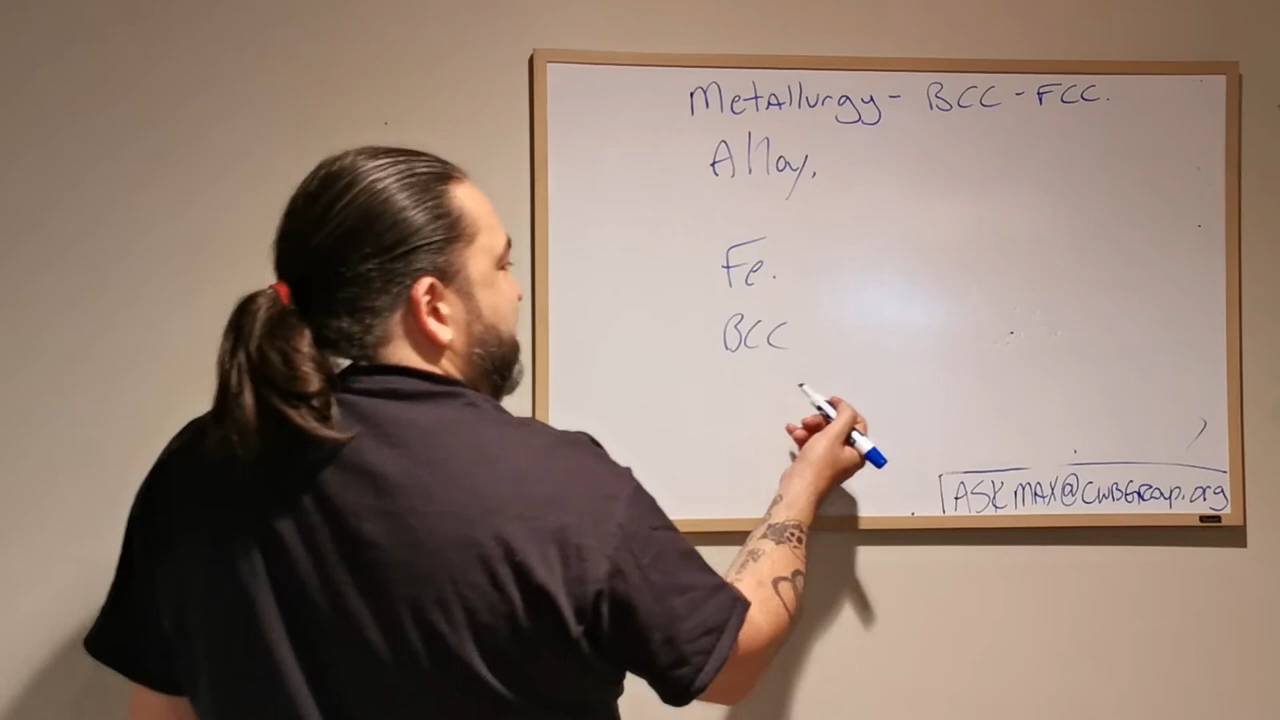 Metallurgy - BCC - FCC.
Alloy.
Fe.
BCC
ASK MAX@CWBGroup.org